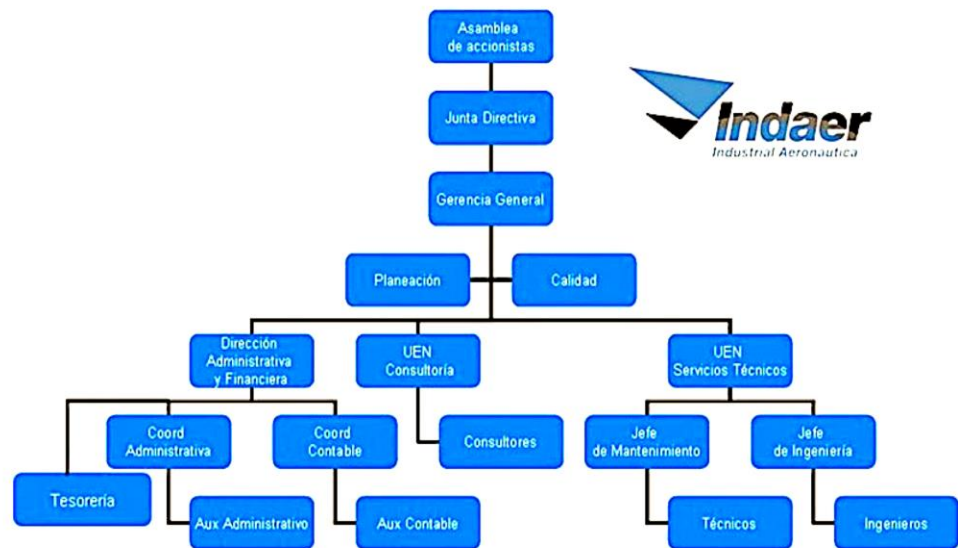 Asamblea
de accionistas
Indaer
Industrial Aeronautica
Junta Directiva
Gerencia General
Planeación
Calidad
Dirección
Administrativa
y Financiera
UEN
Consultoría
UEN
Servicios Técnicos
Coord
Administrativa
Coord
Contable
Consultores
Jefe
de Mantenimiento
Jefe
de Ingeniería
Tesorería
Aux Administrativo
Aux Contable
Técnicos
Ingenieros